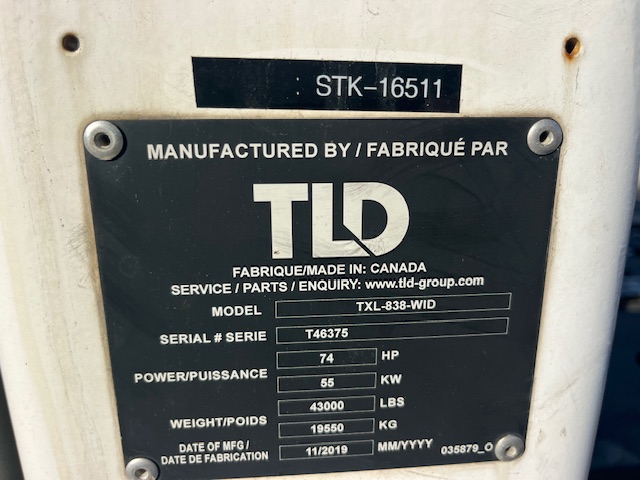 : STK-16511
MANUFACTURED BY / FABRIQUÉ PAR
TLD
FABRIQUE/MADE IN: CANADA
SERVICE / PARTS / ENQUIRY: www.tld-group.com
MODEL TXL-838-WID
SERIAL # SERIE T46375
POWER/PUISSANCE 74 HP
55 KW
WEIGHT/POIDS 43000 LBS
19550 KG
DATE OF MFG /
DATE DE FABRICATION 11/2019 MM/YYYY
035879_O